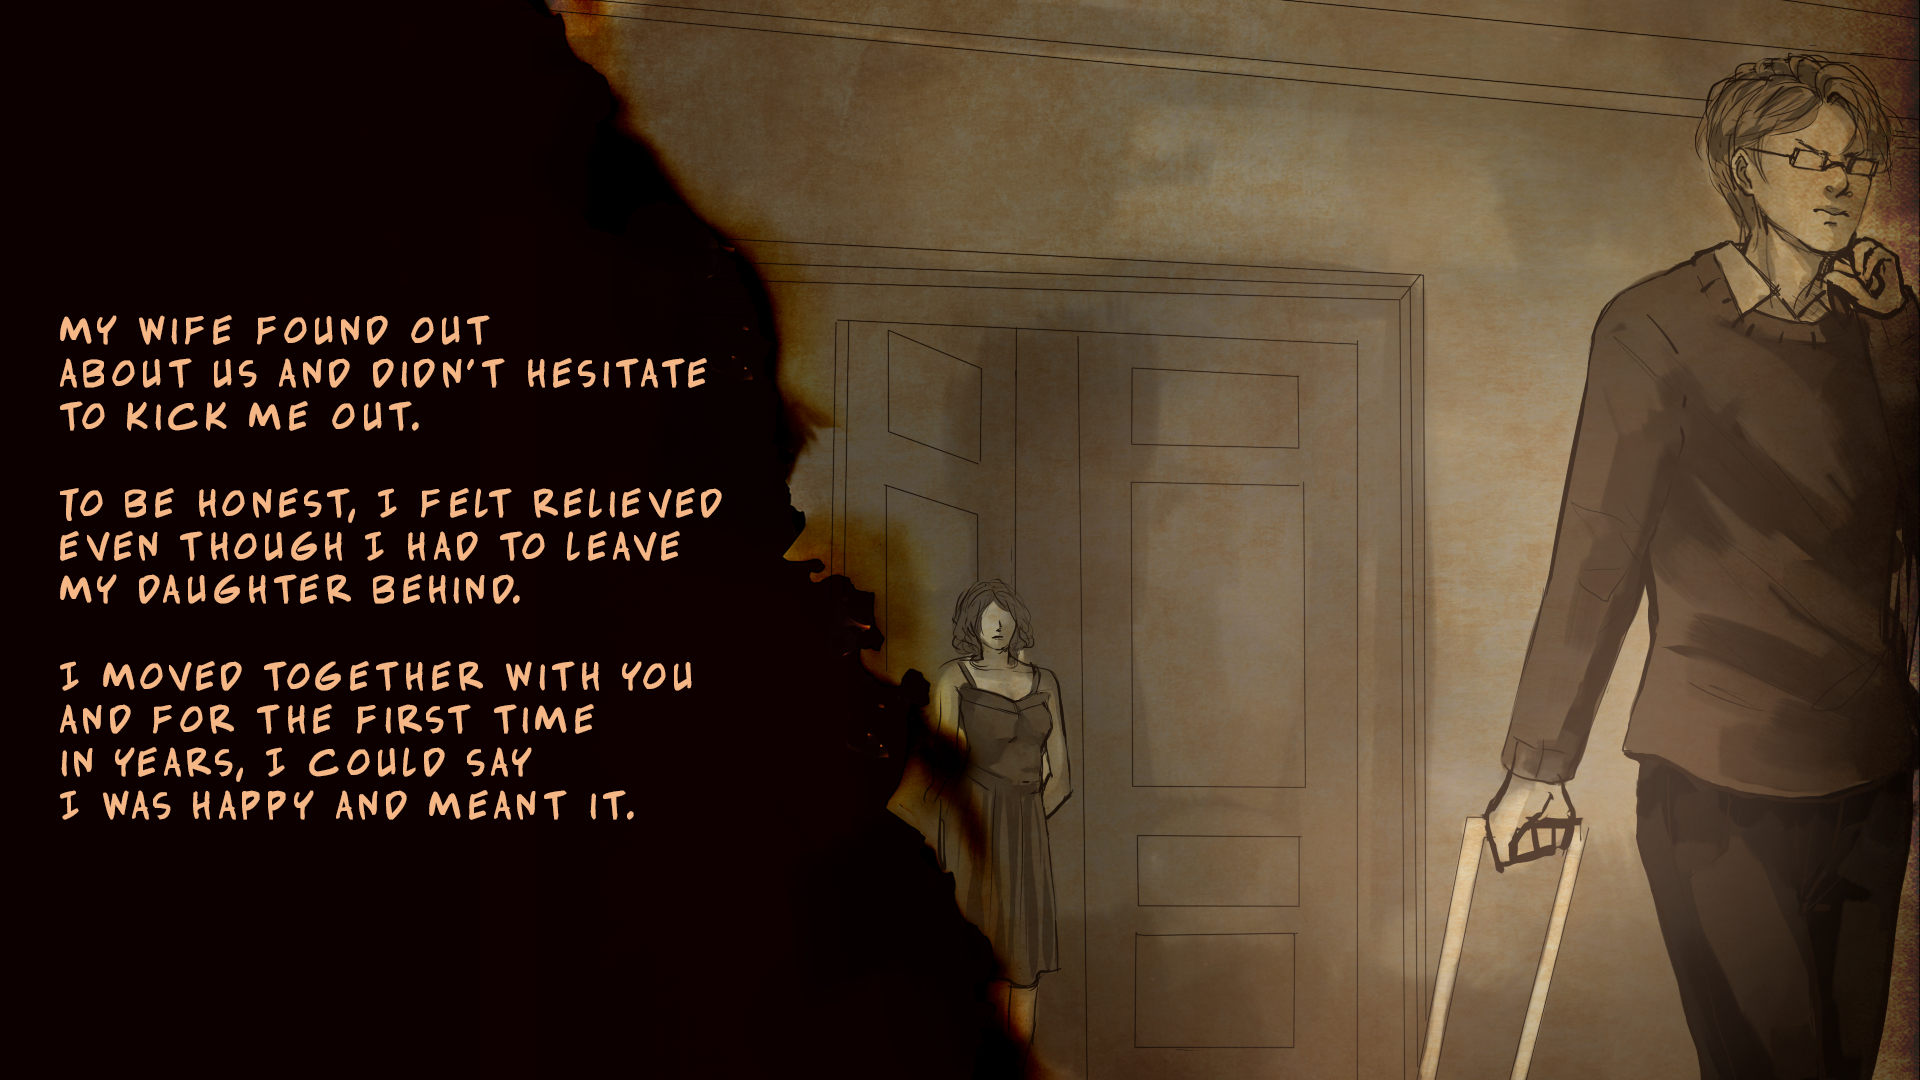 MY WIFE FOUND OUT
ABOUT US AND DIDN'T HESITATE
TO KICK ME OUT.
TO BE HONEST, I FELT RELIEVED
EVEN THOUGH I HAD TO LEAVE
MY DAUGHTER BEHIND.
I MOVED TOGETHER WITH YOU
AND FOR THE FIRST TIME
IN YEARS, I COULD SAY
I WAS HAPPY AND MEANT IT.